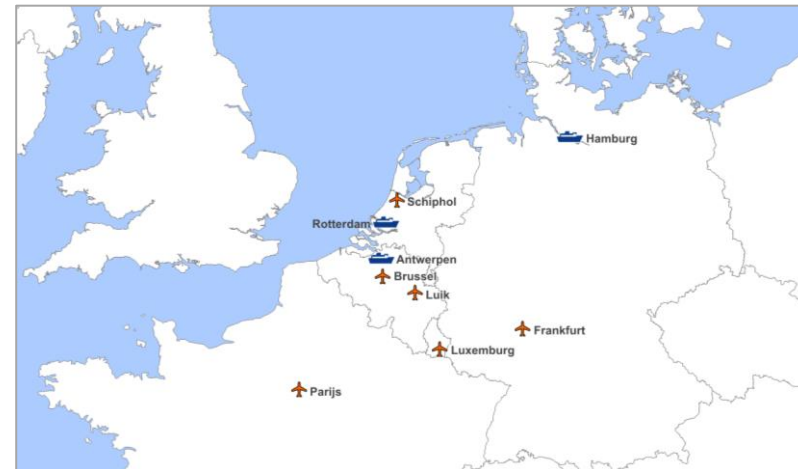 Hamburg
Schiphol
Rotterdam
Antwerpen
Brussel
Luik
Frankfurt
Luxemburg
Parijs